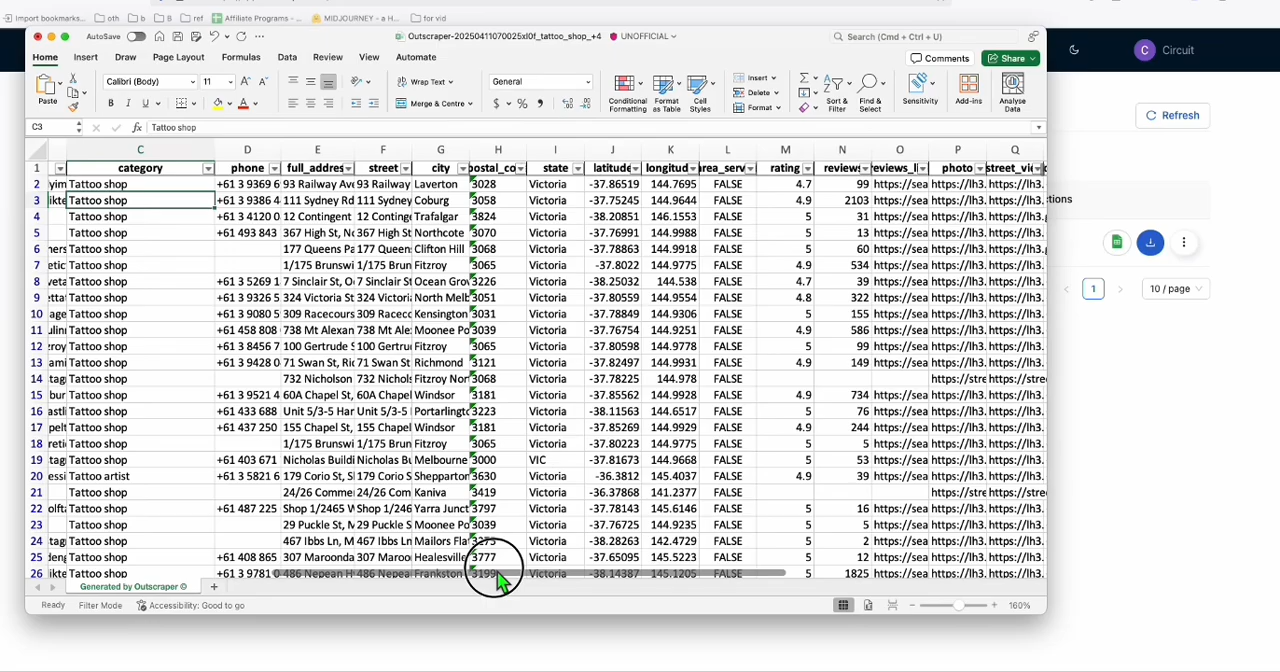 Import bookmarks... oth b B ref Affiliate Programs -... MIDJOURNEY - a H... for vid
AutoSave Outscraper-20250411070025xl0f_tattoo_shop_+4 UNOFFICIAL Search (Cmd + Ctrl + U)
C Circuit
Home Insert Draw Page Layout Formulas Data Review View Automate Comments Share
Paste Calibri (Body) 11 Wrap Text General Insert
B I U Merge & Centre Delete
Format
Conditional Formatting Format as Table Cell Styles Sort & Filter Find & Select Sensitivity Add-ins Analyse Data
Refresh
C3 fx Tattoo shop
C D E F G H I J K L M N O P Q
1 category phone full_addres street city postal_co state latitude longitud area_serv rating reviews reviews_l photo street_vi
2 yim Tattoo shop +61 3 9369 6 93 Railway Ave 93 Railway Laverton 3028 Victoria -37.86519 144.7695 FALSE 4.7 99 https://sea https://lh3. https://lh3.
3 ikte Tattoo shop +61 3 9386 4 111 Sydney Rd 111 Sydney Coburg 3058 Victoria -37.75245 144.9644 FALSE 4.9 2103 https://sea https://lh3. https://lh3. ctions
4 Tattoo shop +61 3 4120 0 12 Contingent 12 Continge Trafalgar 3824 Victoria -38.20851 146.1553 FALSE 5 31 https://sea https://lh3. https://lh3.
5 Tattoo shop +61 493 843 367 High St, No 367 High St Northcote 3070 Victoria -37.76991 144.9988 FALSE 5 13 https://sea https://lh3. https://lh3.
6 ners Tattoo shop 177 Queens Pa 177 Queens Clifton Hill 3068 Victoria -37.78863 144.9918 FALSE 5 60 https://sea https://lh3. https://lh3.
7 etic Tattoo shop 1/175 Brunswi 1/175 Brun Fitzroy 3065 Victoria -37.8022 144.9775 FALSE 4.9 534 https://sea https://lh3. https://lh3.
8 veta Tattoo shop +61 3 5269 1 7 Sinclair St, O 7 Sinclair St Ocean Gro 3226 Victoria -38.25032 144.538 FALSE 4.7 39 https://sea https://lh3. https://lh3.
9 ettat Tattoo shop +61 3 9326 5 324 Victoria St 324 Victoria North Melb 3051 Victoria -37.80559 144.9554 FALSE 4.8 322 https://sea https://lh3. https://lh3.
10 age Tattoo shop +61 3 9080 5 309 Racecours 309 Racecou Kensington 3031 Victoria -37.78849 144.9306 FALSE 5 155 https://sea https://lh3. https://lh3.
11 ulinn Tattoo shop +61 458 808 738 Mt Alexan 738 Mt Ale Moonee Po 3039 Victoria -37.76754 144.9251 FALSE 4.9 586 https://sea https://lh3. https://lh3.
12 zroy Tattoo shop +61 3 8456 7 100 Gertrude S 100 Gertrud Fitzroy 3065 Victoria -37.80598 144.9778 FALSE 5 99 https://sea https://lh3. https://lh3.
13 ami Tattoo shop +61 3 9428 0 71 Swan St, Ric 71 Swan St Richmond 3121 Victoria -37.82497 144.9931 FALSE 4.9 149 https://sea https://lh3. https://lh3.
14 stag Tattoo shop 732 Nicholson 732 Nichols Fitzroy Nor 3068 Victoria -37.78225 144.978 FALSE https://stre https://stre
15 bur Tattoo shop +61 3 9521 4 60A Chapel St, 60A Chapel Windsor 3181 Victoria -37.85562 144.9928 FALSE 4.9 734 https://sea https://lh3. https://lh3.
16 astli Tattoo shop +61 433 688 Unit 5/3-5 Har Unit 5/3-5 Portarlingto 3223 Victoria -38.11563 144.6517 FALSE 5 76 https://sea https://lh3. https://lh3.
17 vtat Tattoo shop +61 437 250 155 Chapel St, 155 Chapel Windsor 3181 Victoria -37.85269 144.9929 FALSE 4.9 244 https://sea https://lh3. https://lh3.
18 retic Tattoo shop 1/175 Brunswi 1/175 Brun Fitzroy 3065 Victoria -37.80223 144.9775 FALSE 5 5 https://sea https://lh3. https://lh3.
19 stag Tattoo shop +61 403 671 Nicholas Buildi Nicholas Bu Melbourne 3000 VIC -37.81673 144.9668 FALSE 5 53 https://sea https://lh3. https://lh3.
20 essi Tattoo artist +61 3 5821 6 179 Corio St, S 179 Corio St Shepparton 3630 Victoria -36.3812 145.4037 FALSE 4.9 39 https://sea https://lh3. https://lh3.
21 Tattoo shop 24/26 Comme 24/26 Com Kaniva 3419 Victoria -36.37868 141.2377 FALSE https://stre https://lh3.
22 olfta Tattoo shop +61 487 225 Shop 1/2465 W Shop 1/246 Yarra Junct 3797 Victoria -37.78143 145.6146 FALSE 5 16 https://sea https://lh3. https://lh3.
23 Tattoo shop 29 Puckle St, M 29 Puckle St Moonee Po 3039 Victoria -37.76725 144.9235 FALSE 5 5 https://sea https://lh3. https://lh3.
24 stag Tattoo shop 467 Ibbs Ln, M 467 Ibbs Ln Mailors Fla 3275 Victoria -38.28263 142.4729 FALSE 5 2 https://sea https://lh3. https://lh3.
25 deng Tattoo shop +61 408 865 307 Maroonda 307 Maroon Healesville 3777 Victoria -37.65095 145.5223 FALSE 5 12 https://sea https://lh3. https://lh3.
26 ikte Tattoo shop +61 3 9781 486 Nepean H 486 Nepea Frankston 3199 Victoria -38.14387 145.1205 FALSE 5 1825 https://sea https://lh3. https://lh3.
1 10 / page
Generated by Outscraper ©
Ready Filter Mode Accessibility: Good to go 160%